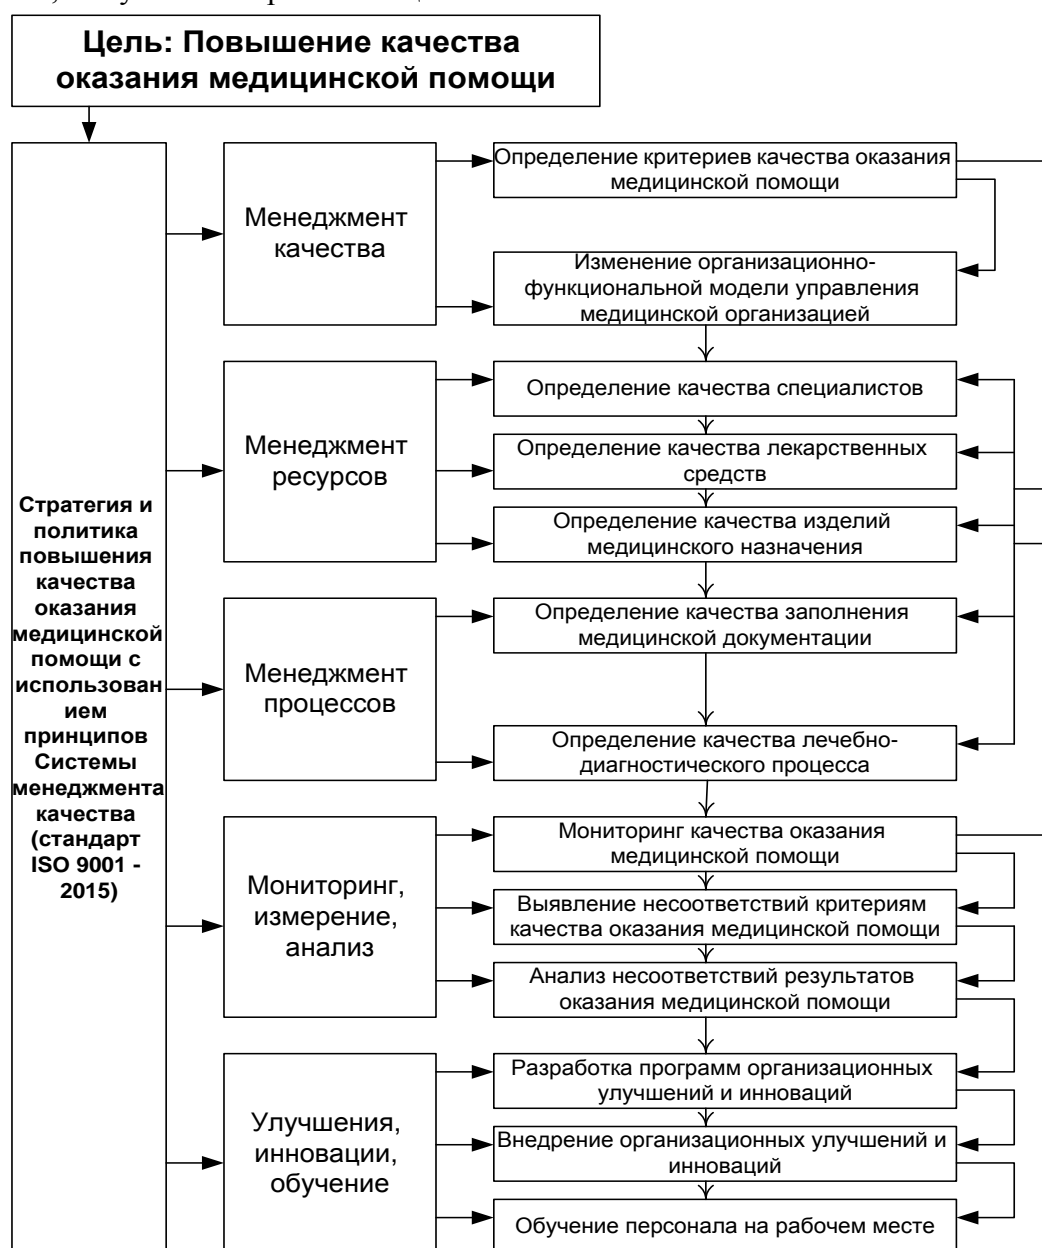 Цель: Повышение качества
оказания медицинской помощи
Стратегия и
политика
повышения
качества
оказания
медицинской
помощи с
использован
ием
принципов
Системы
менеджмента
качества
(стандарт
ISO 9001 -
2015)
Менеджмент
качества
Определение критериев качества оказания
медицинской помощи
Изменение организационно-
функциональной модели управления
медицинской организацией
Менеджмент
ресурсов
Определение качества специалистов
Определение качества лекарственных
средств
Определение качества изделий
медицинского назначения
Менеджмент
процессов
Определение качества заполнения
медицинской документации
Определение качества лечебно-
диагностического процесса
Мониторинг,
измерение,
анализ
Мониторинг качества оказания
медицинской помощи
Выявление несоответствий критериям
качества оказания медицинской помощи
Анализ несоответствий результатов
оказания медицинской помощи
Улучшения,
инновации,
обучение
Разработка программ организационных
улучшений и инноваций
Внедрение организационных улучшений и
инноваций
Обучение персонала на рабочем месте